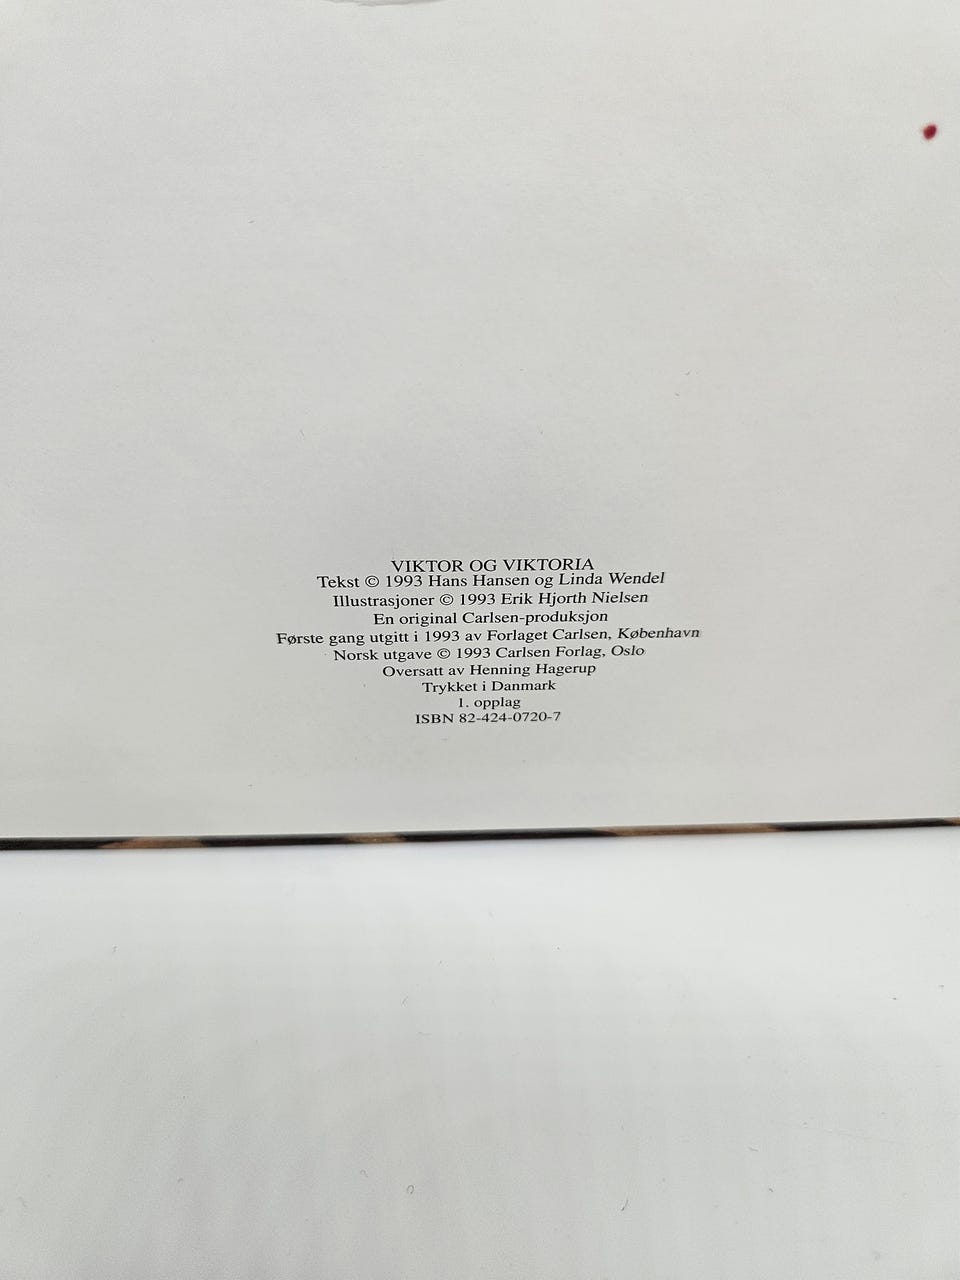 VIKTOR OG VIKTORIA
Tekst © 1993 Hans Hansen og Linda Wendel
Illustrasjoner © 1993 Erik Hjorth Nielsen
En original Carlsen-produksjon
Første gang utgitt i 1993 av Forlaget Carlsen, København
Norsk utgave © 1993 Carlsen Forlag, Oslo
Oversatt av Henning Hagerup
Trykket i Danmark
1. opplag
ISBN 82-424-0720-7